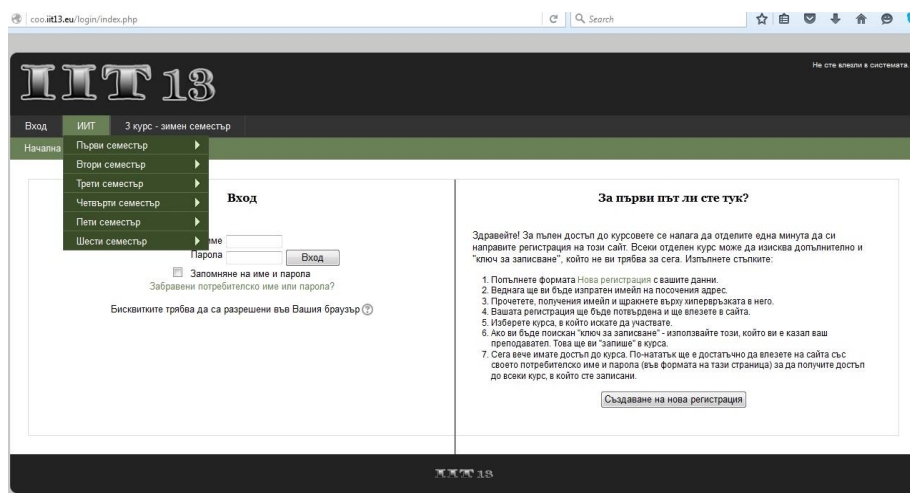 coo.iit13.eu/login/index.php
Search
IIT 13
Не сте влезли в системата.
Вход ИИТ 3 курс - зимен семестър
Начална
Първи семестър
Втори семестър
Трети семестър
Четвърти семестър
Пети семестър
Шести семестър
Вход
име
Парола
Вход
Запомняне на име и парола
Забравени потребителско име или парола?
Бисквитките трябва да са разрешени във Вашия браузър
За първи път ли сте тук?
Здравейте! За пълен достъп до курсовете се налага да отделите една минута да си
направите регистрация на този сайт. Всеки отделен курс може да изисква допълнително и
"ключ за записване", който не ви трябва за сега. Изпълнете стъпките:
1. Попълнете формата Нова регистрация с вашите данни.
2. Веднага ще ви бъде изпратен имейл на посочения адрес.
3. Прочетете, получения имейл и щракнете върху хипервръзката в него.
4. Вашата регистрация ще бъде потвърдена и ще влезете в сайта.
5. Изберете курса, в който искате да участвате.
6. Ако ви бъде поискан "ключ за записване" - използвайте този, който ви е казал ваш
преподавател. Това ще ви "запише" в курса.
7. Сега вече имате достъп до курса. По-нататък ще е достатъчно да влезете на сайта със
своето потребителско име и парола (във формата на тази страница) за да получите достъп
до всеки курс, в който сте записани.
Създаване на нова регистрация
IIT 13